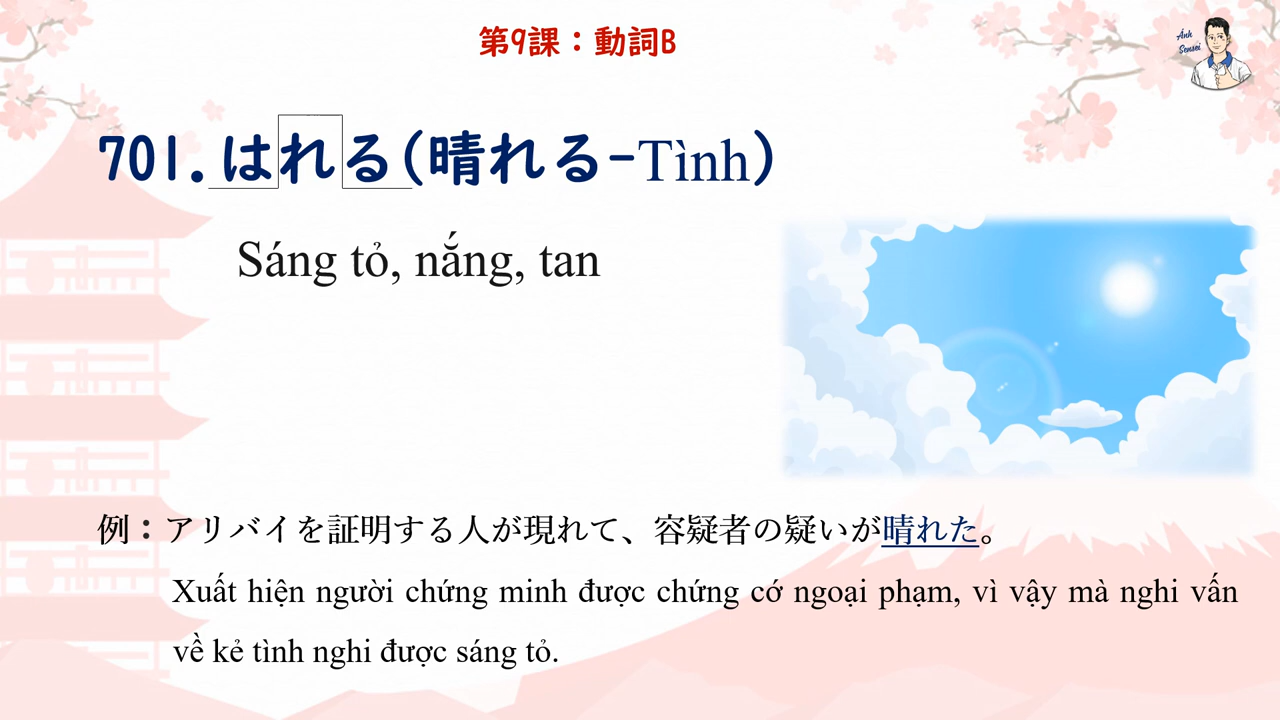 第9課：動詞B
Anh
Sensei
701.はれる(晴れる-Tình)
Sáng tỏ, nắng, tan
例：アリバイを証明する人が現れて、容疑者の疑いが晴れた。
Xuất hiện người chứng minh được chứng cớ ngoại phạm, vì vậy mà nghi vấn
về kẻ tình nghi được sáng tỏ.